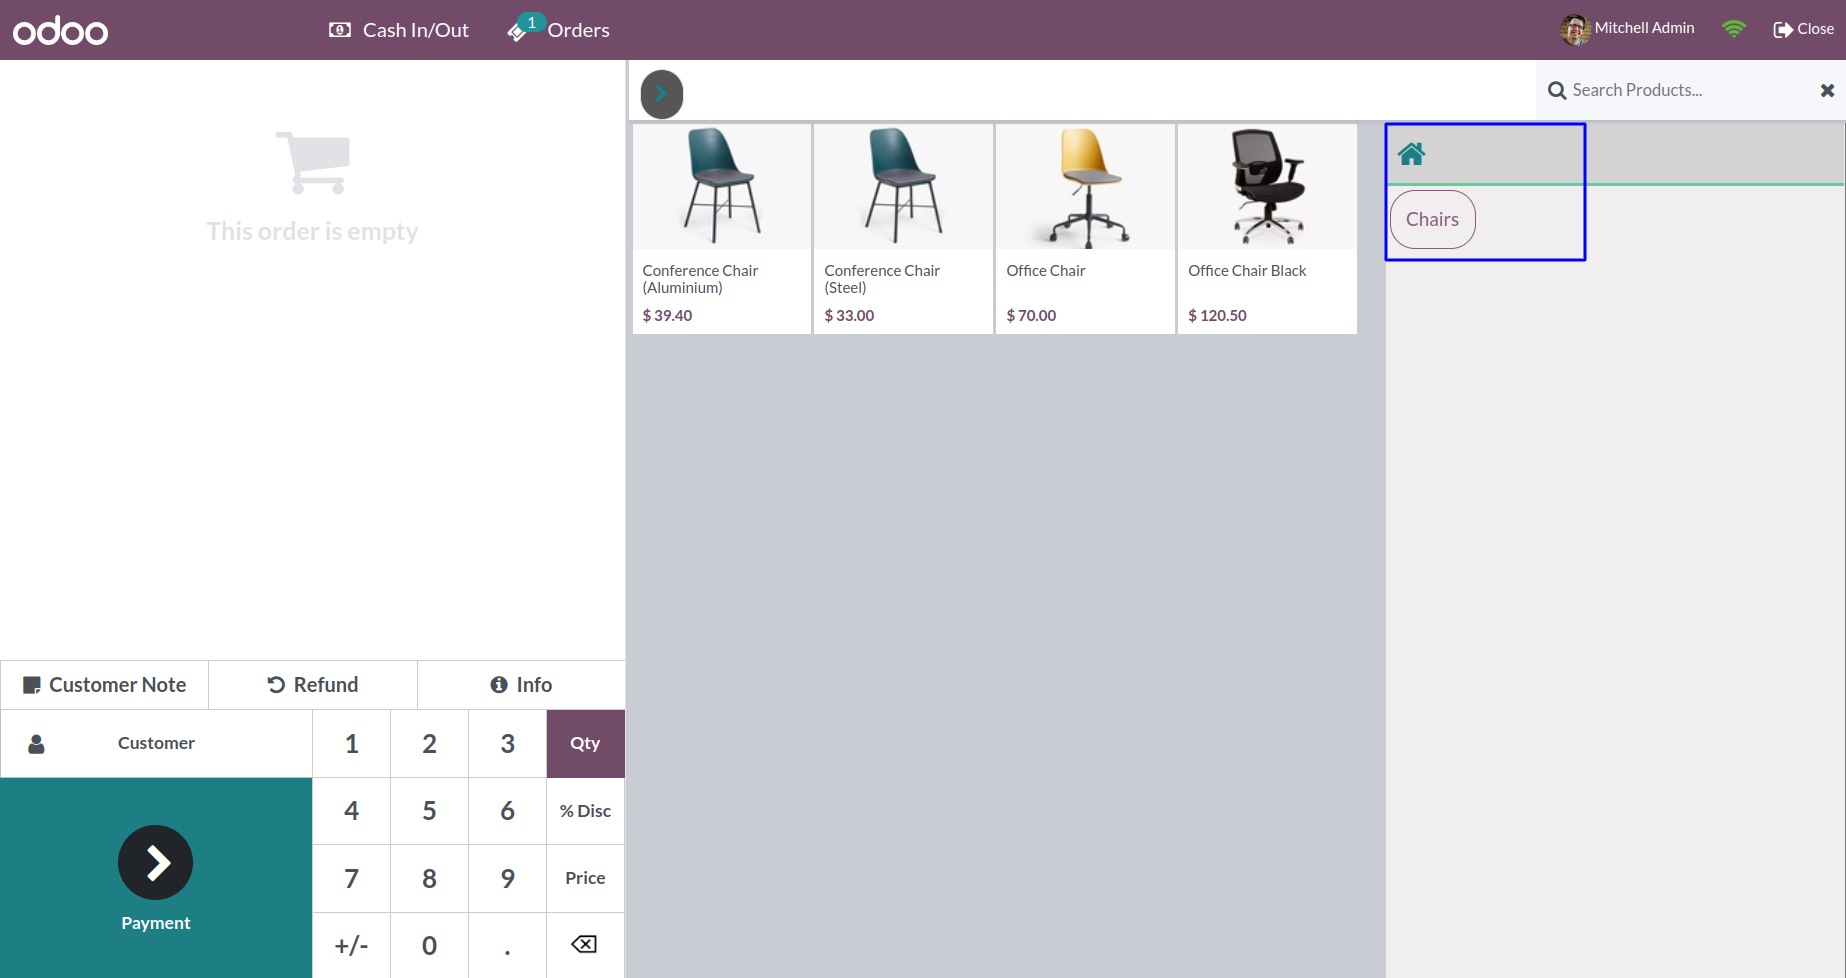 odoo
Cash In/Out
1
Orders
Mitchell Admin
Close
Search Products...
This order is empty
Conference Chair
(Aluminium)
$ 39.40
Conference Chair
(Steel)
$ 33.00
Office Chair
$ 70.00
Office Chair Black
$ 120.50
Chairs
Customer Note
Refund
Info
Customer
1
2
3
Qty
4
5
6
% Disc
7
8
9
Price
Payment
+/-
0
.